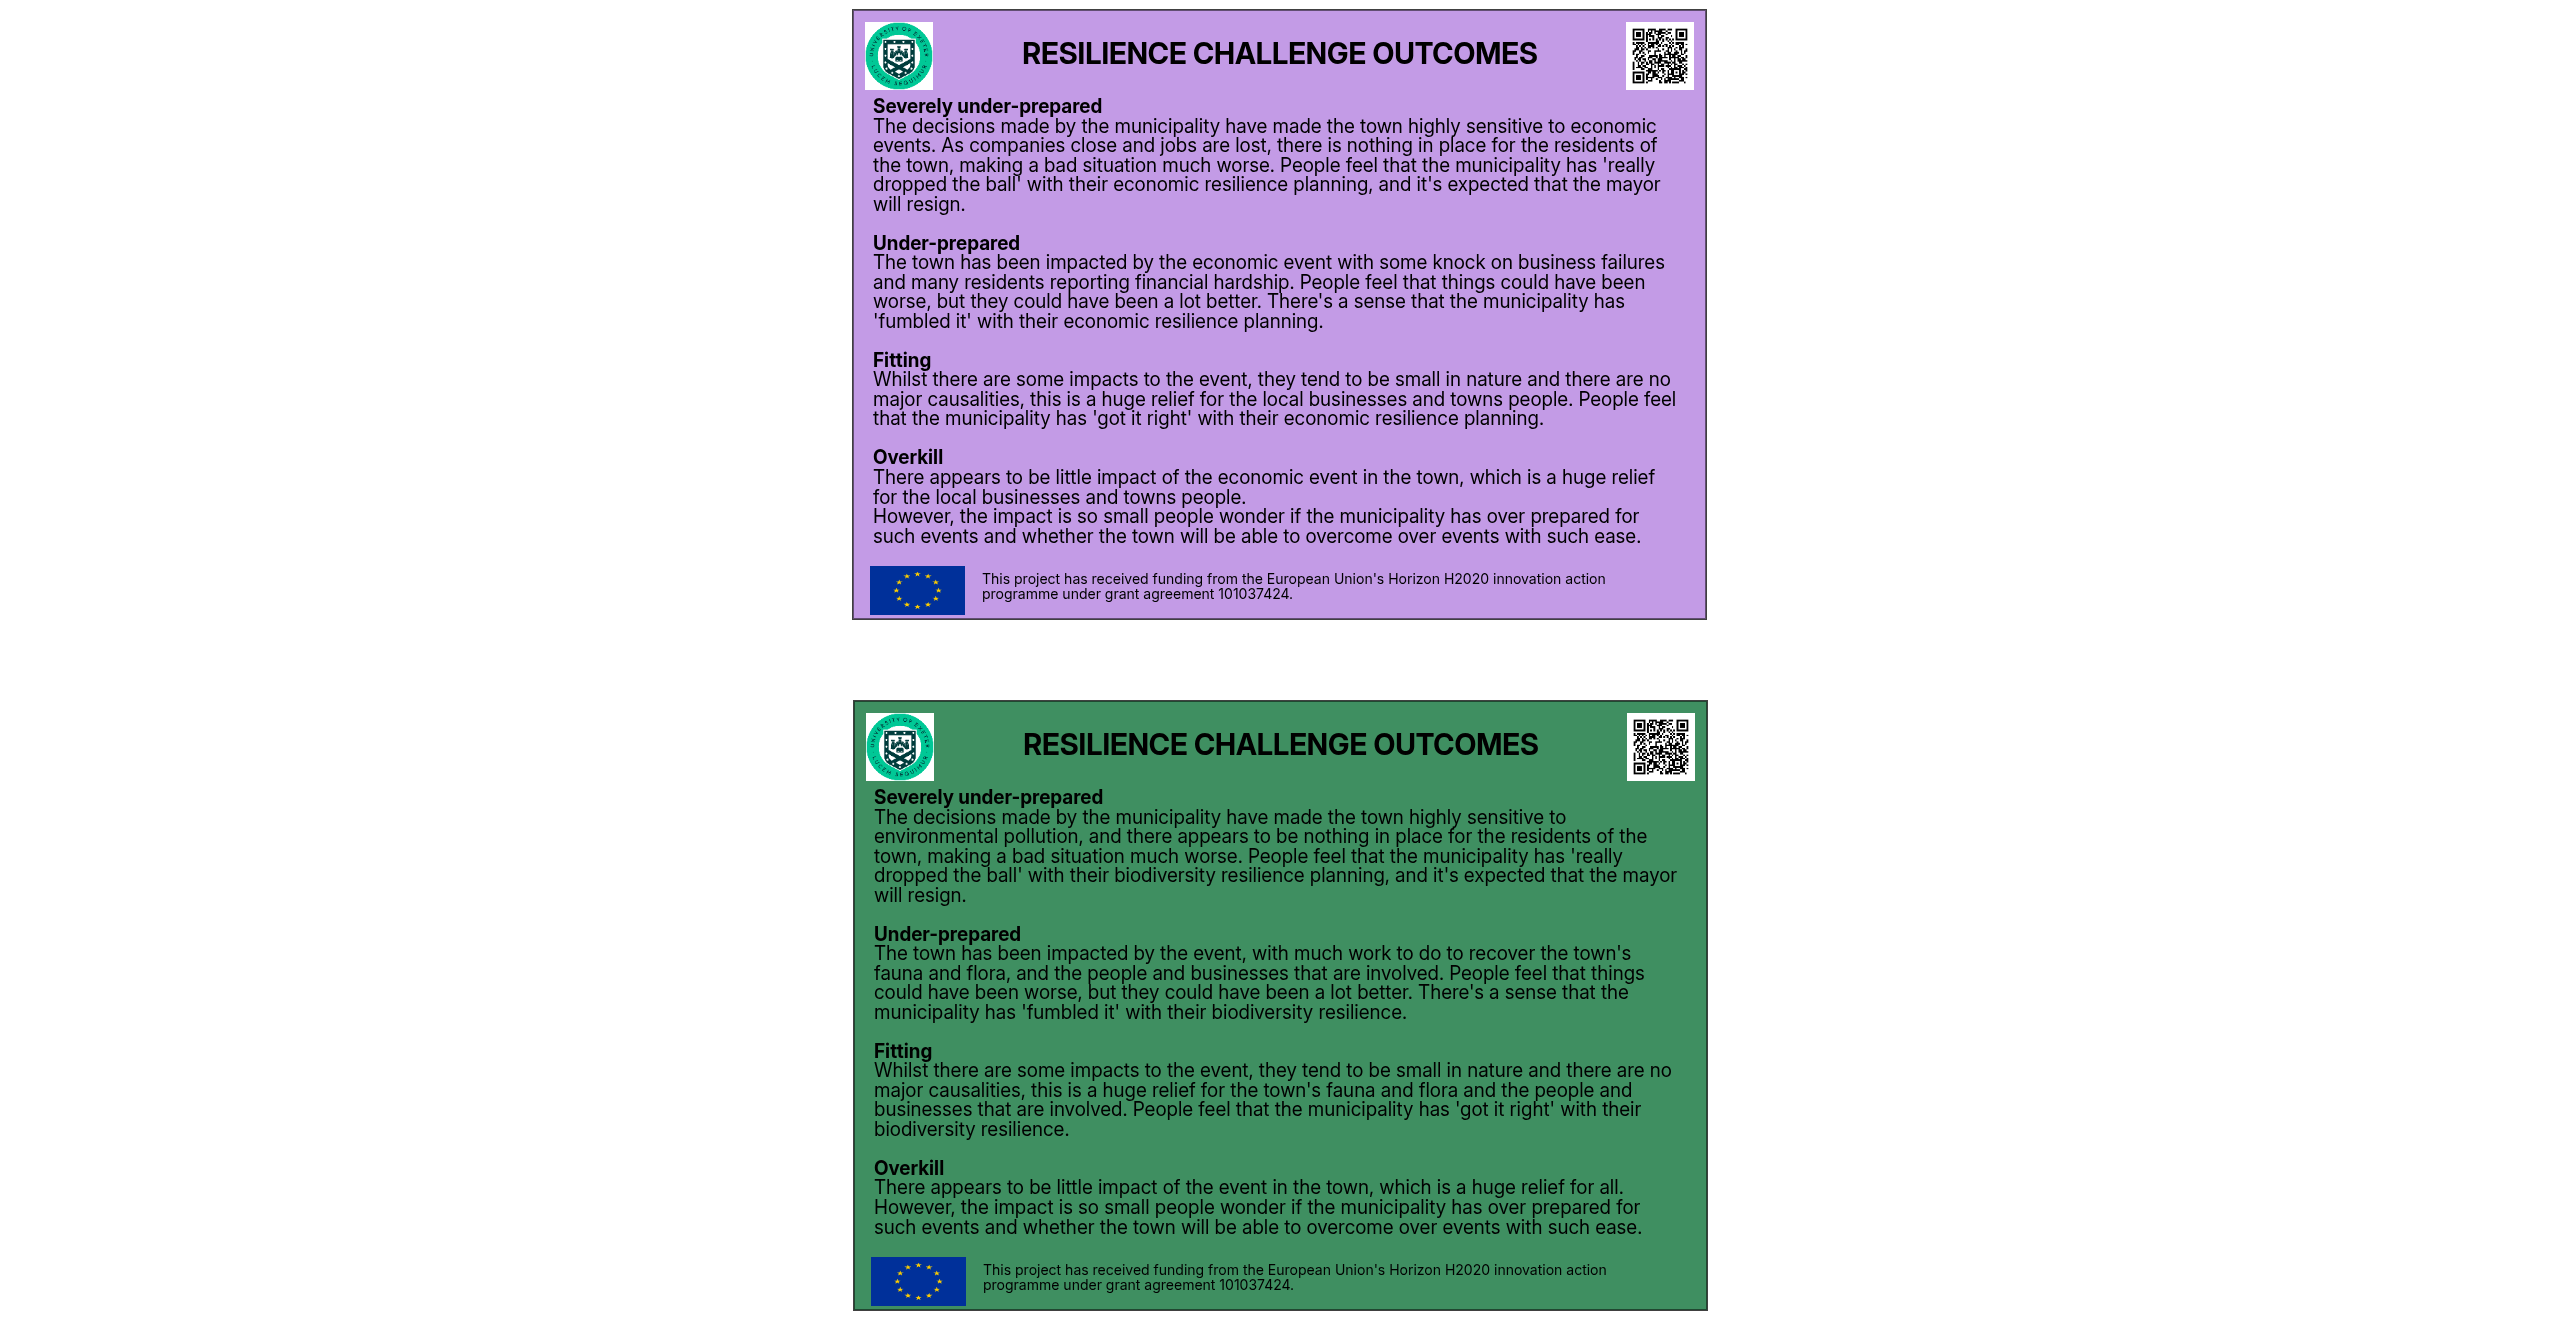 UNIVERSITY OF EXETER
LUCEM SEQUIMUR
RESILIENCE CHALLENGE OUTCOMES
Severely under-prepared
The decisions made by the municipality have made the town highly sensitive to economic
events. As companies close and jobs are lost, there is nothing in place for the residents of
the town, making a bad situation much worse. People feel that the municipality has 'really
dropped the ball' with their economic resilience planning, and it's expected that the mayor
will resign.
Under-prepared
The town has been impacted by the economic event with some knock on business failures
and many residents reporting financial hardship. People feel that things could have been
worse, but they could have been a lot better. There's a sense that the municipality has
'fumbled it' with their economic resilience planning.
Fitting
Whilst there are some impacts to the event, they tend to be small in nature and there are no
major causalities, this is a huge relief for the local businesses and towns people. People feel
that the municipality has 'got it right' with their economic resilience planning.
Overkill
There appears to be little impact of the economic event in the town, which is a huge relief
for the local businesses and towns people.
However, the impact is so small people wonder if the municipality has over prepared for
such events and whether the town will be able to overcome over events with such ease.
This project has received funding from the European Union's Horizon H2020 innovation action
programme under grant agreement 101037424.
UNIVERSITY OF EXETER
LUCEM SEQUIMUR
RESILIENCE CHALLENGE OUTCOMES
Severely under-prepared
The decisions made by the municipality have made the town highly sensitive to
environmental pollution, and there appears to be nothing in place for the residents of the
town, making a bad situation much worse. People feel that the municipality has 'really
dropped the ball' with their biodiversity resilience planning, and it's expected that the mayor
will resign.
Under-prepared
The town has been impacted by the event, with much work to do to recover the town's
fauna and flora, and the people and businesses that are involved. People feel that things
could have been worse, but they could have been a lot better. There's a sense that the
municipality has 'fumbled it' with their biodiversity resilience.
Fitting
Whilst there are some impacts to the event, they tend to be small in nature and there are no
major causalities, this is a huge relief for the town's fauna and flora and the people and
businesses that are involved. People feel that the municipality has 'got it right' with their
biodiversity resilience.
Overkill
There appears to be little impact of the event in the town, which is a huge relief for all.
However, the impact is so small people wonder if the municipality has over prepared for
such events and whether the town will be able to overcome over events with such ease.
This project has received funding from the European Union's Horizon H2020 innovation action
programme under grant agreement 101037424.